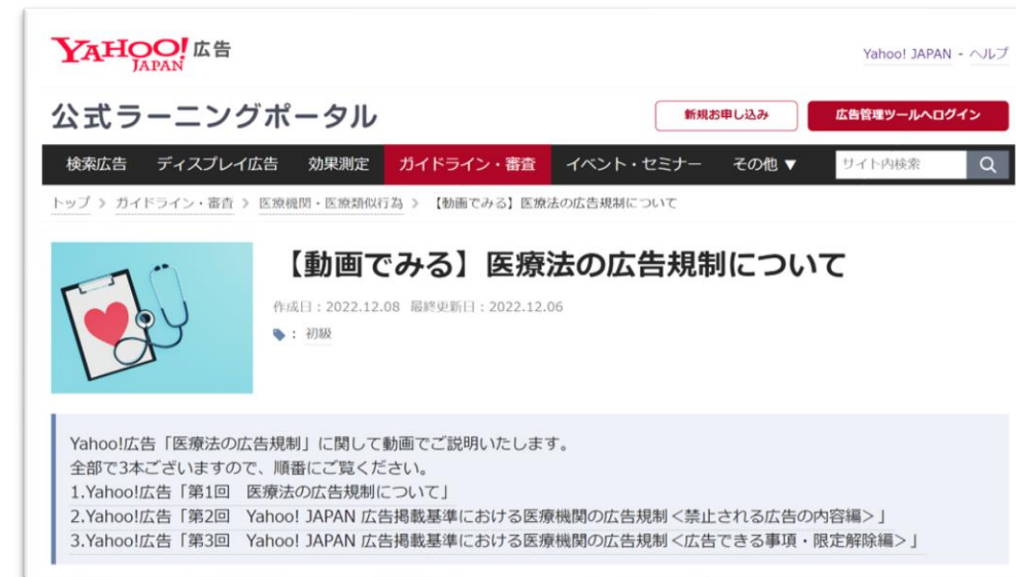 YAHOO! JAPAN 広告
Yahoo! JAPAN - ヘルプ
公式ラーニングポータル
新規お申し込み
広告管理ツールへログイン
検索広告 ディスプレイ広告 効果測定 ガイドライン・審査 イベント・セミナー その他 ▼ サイト内検索
トップ > ガイドライン・審査 > 医療機関・医療類似行為 > 【動画でみる】医療法の広告規制について
【動画でみる】医療法の広告規制について
作成日：2022.12.08 最終更新日：2022.12.06
： 初級
Yahoo!広告「医療法の広告規制」に関して動画でご説明いたします。
全部で3本ございますので、順番にご覧ください。
1.Yahoo!広告「第1回　医療法の広告規制について」
2.Yahoo!広告「第2回　Yahoo! JAPAN 広告掲載基準における医療機関の広告規制＜禁止される広告の内容編＞」
3.Yahoo!広告「第3回　Yahoo! JAPAN 広告掲載基準における医療機関の広告規制＜広告できる事項・限定解除編＞」